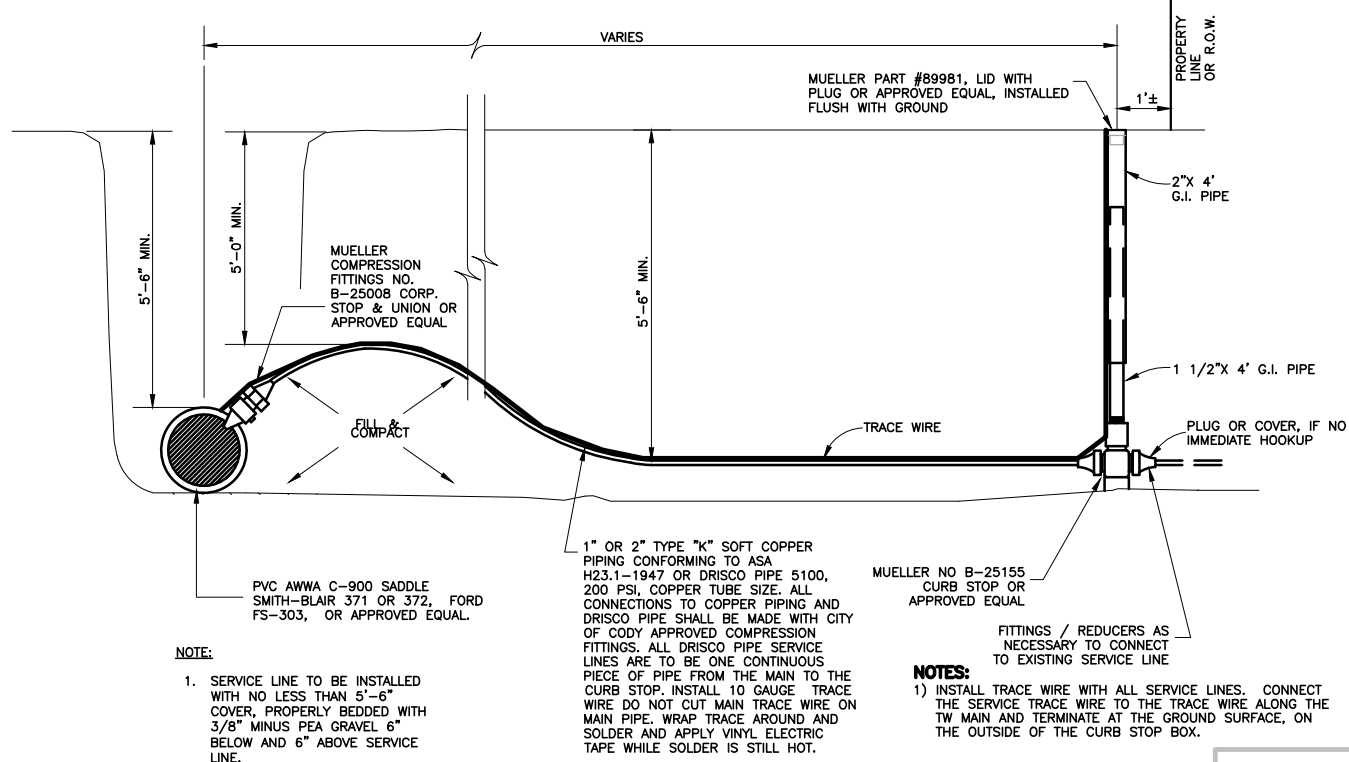 VARIES
PROPERTY
LINE
OR R.O.W.
MUELLER PART #89981, LID WITH
PLUG OR APPROVED EQUAL, INSTALLED
FLUSH WITH GROUND
1'±
2"X 4'
G.I. PIPE
5'-6" MIN.
5'-0" MIN.
MUELLER
COMPRESSION
FITTINGS NO.
B-25008 CORP.
STOP & UNION OR
APPROVED EQUAL
5'-6" MIN.
1 1/2"X 4' G.I. PIPE
FILL &
COMPACT
TRACE WIRE
PLUG OR COVER, IF NO
IMMEDIATE HOOKUP
PVC AWWA C-900 SADDLE
SMITH-BLAIR 371 OR 372, FORD
FS-303, OR APPROVED EQUAL.
1" OR 2" TYPE "K" SOFT COPPER
PIPING CONFORMING TO ASA
H23.1-1947 OR DRISCO PIPE 5100,
200 PSI, COPPER TUBE SIZE. ALL
CONNECTIONS TO COPPER PIPING AND
DRISCO PIPE SHALL BE MADE WITH CITY
OF CODY APPROVED COMPRESSION
FITTINGS. ALL DRISCO PIPE SERVICE
LINES ARE TO BE ONE CONTINUOUS
PIECE OF PIPE FROM THE MAIN TO THE
CURB STOP. INSTALL 10 GAUGE TRACE
WIRE DO NOT CUT MAIN TRACE WIRE ON
MAIN PIPE. WRAP TRACE AROUND AND
SOLDER AND APPLY VINYL ELECTRIC
TAPE WHILE SOLDER IS STILL HOT.
MUELLER NO B-25155
CURB STOP OR
APPROVED EQUAL
FITTINGS / REDUCERS AS
NECESSARY TO CONNECT
TO EXISTING SERVICE LINE
NOTE:
1. SERVICE LINE TO BE INSTALLED
WITH NO LESS THAN 5'-6"
COVER, PROPERLY BEDDED WITH
3/8" MINUS PEA GRAVEL 6"
BELOW AND 6" ABOVE SERVICE
LINE.
NOTES:
1) INSTALL TRACE WIRE WITH ALL SERVICE LINES. CONNECT
THE SERVICE TRACE WIRE TO THE TRACE WIRE ALONG THE
TW MAIN AND TERMINATE AT THE GROUND SURFACE, ON
THE OUTSIDE OF THE CURB STOP BOX.